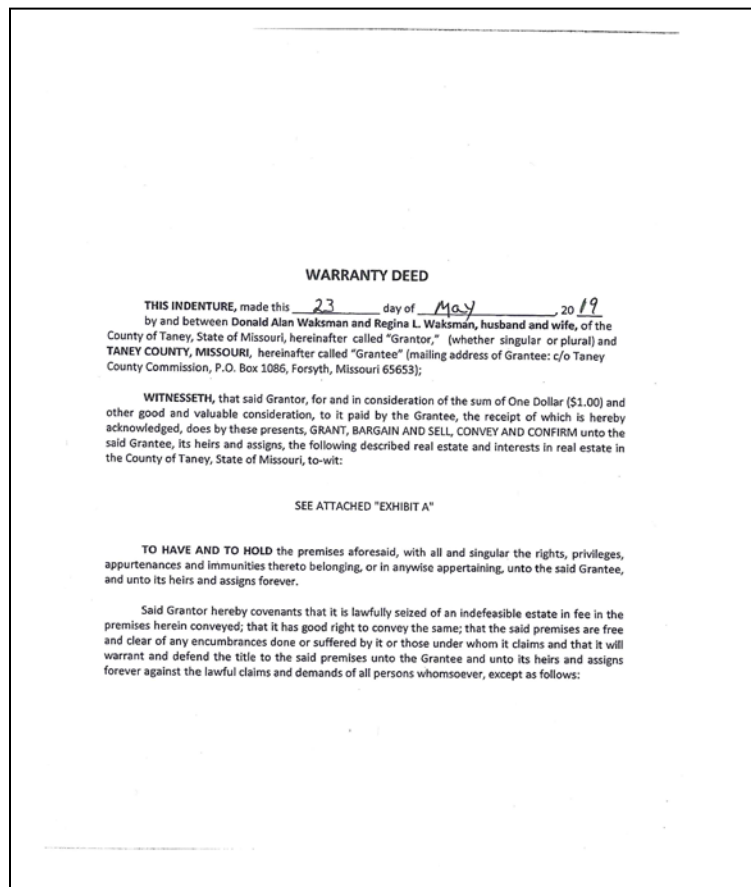 WARRANTY DEED
THIS INDENTURE, made this 23 day of May, 2019
by and between Donald Alan Waksman and Regina L. Waksman, husband and wife, of the
County of Taney, State of Missouri, hereinafter called "Grantor," (whether singular or plural) and
TANEY COUNTY, MISSOURI, hereinafter called "Grantee" (mailing address of Grantee: c/o Taney
County Commission, P.O. Box 1086, Forsyth, Missouri 65653);
WITNESSETH, that said Grantor, for and in consideration of the sum of One Dollar ($1.00) and
other good and valuable consideration, to it paid by the Grantee, the receipt of which is hereby
acknowledged, does by these presents, GRANT, BARGAIN AND SELL, CONVEY AND CONFIRM unto the
said Grantee, its heirs and assigns, the following described real estate and interests in real estate in
the County of Taney, State of Missouri, to-wit:
SEE ATTACHED "EXHIBIT A"
TO HAVE AND TO HOLD the premises aforesaid, with all and singular the rights, privileges,
appurtenances and immunities thereto belonging, or in anywise appertaining, unto the said Grantee,
and unto its heirs and assigns forever.
Said Grantor hereby covenants that it is lawfully seized of an indefeasible estate in fee in the
premises herein conveyed; that it has good right to convey the same; that the said premises are free
and clear of any encumbrances done or suffered by it or those under whom it claims and that it will
warrant and defend the title to the said premises unto the Grantee and unto its heirs and assigns
forever against the lawful claims and demands of all persons whomsoever, except as follows: